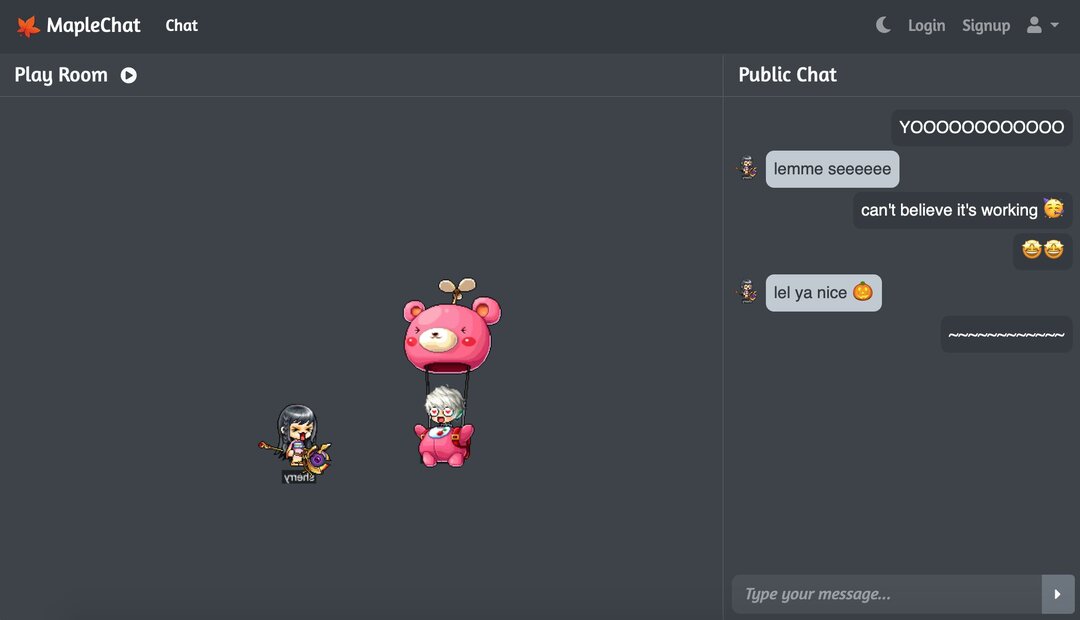 MapleChat
Chat
Login
Signup
Play Room
Public Chat
YOOOOOOOOOOOO
lemme seeeeee
can't believe it's working 🥳
🤩🤩
lel ya nice 🎃
~~~~~~~~~~~~
sherry
Type your message...